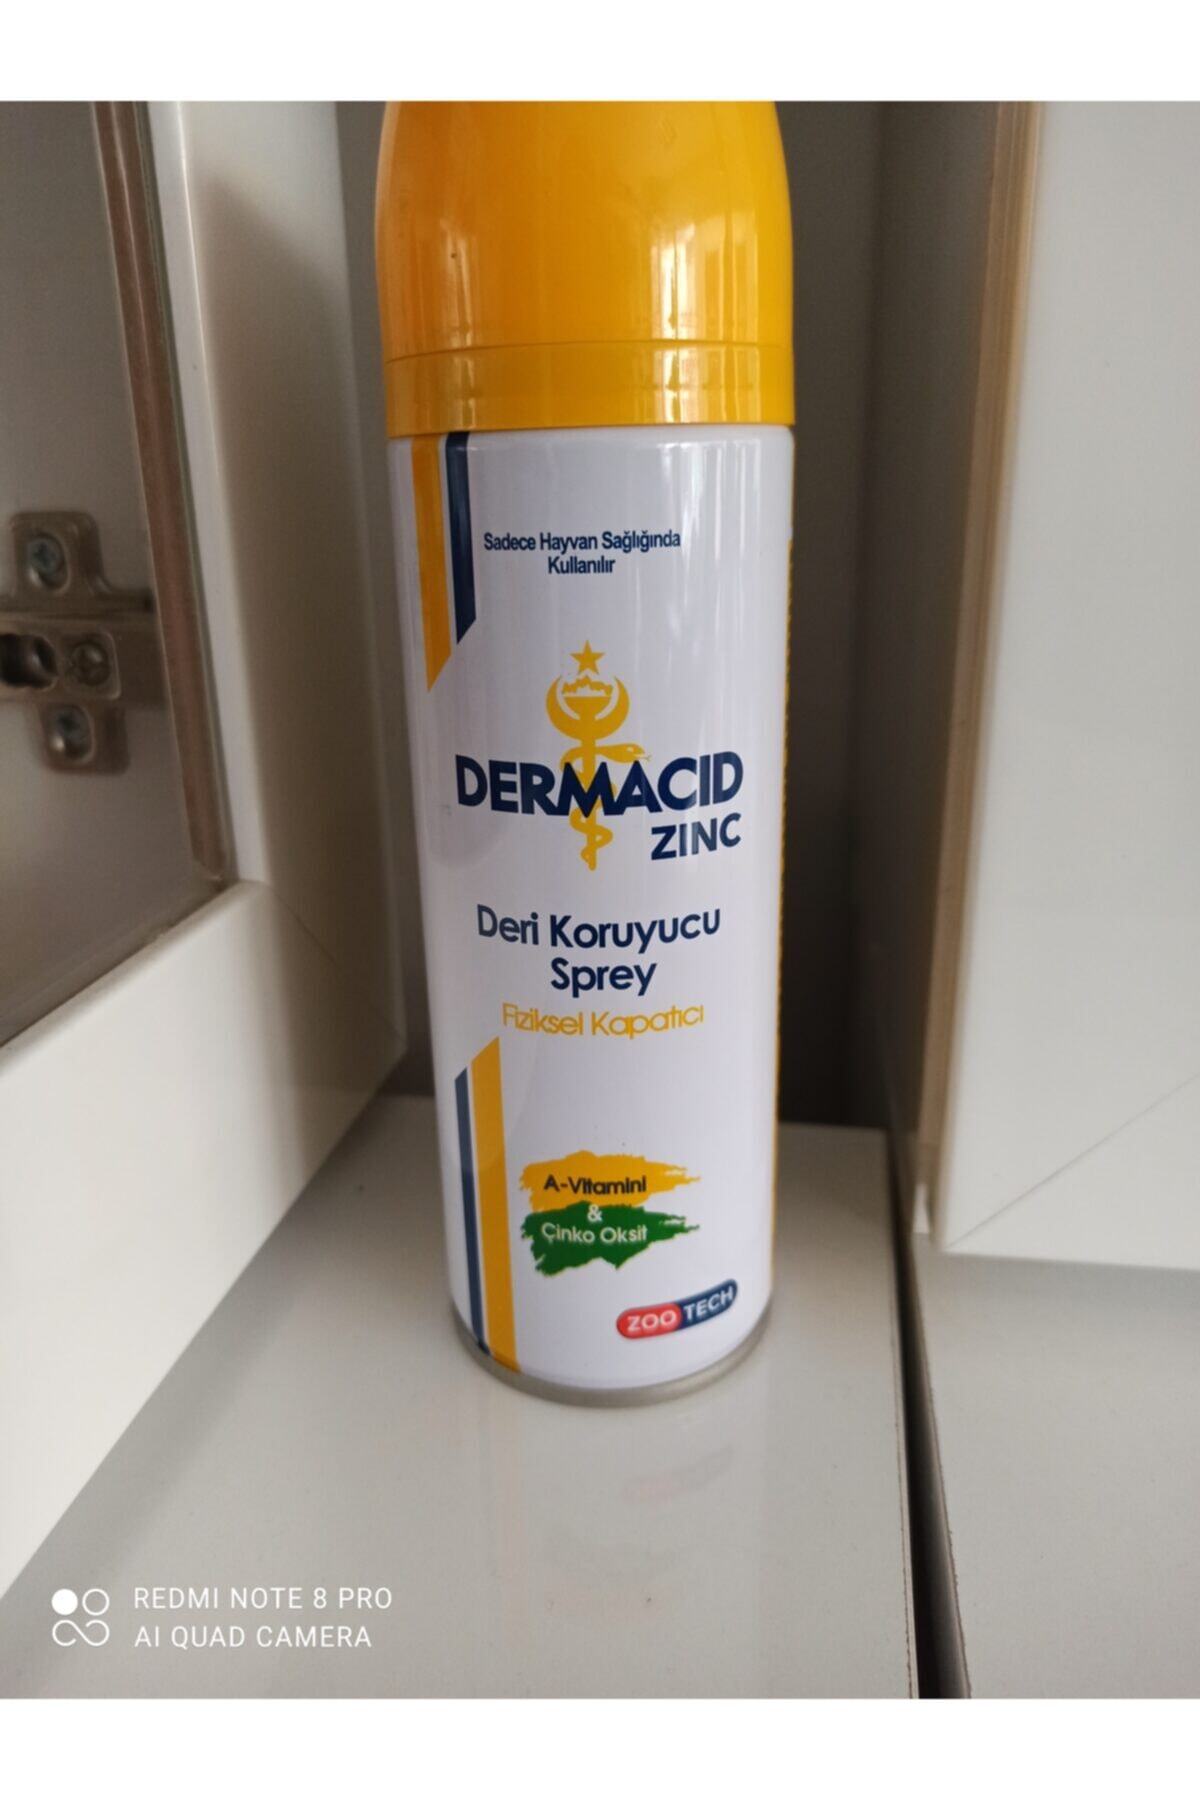 Sadece Hayvan Sağlığında
Kullanılır
DERMACID
ZINC
Deri Koruyucu
Sprey
Fiziksel Kapatıcı
A-Vitamini
&
Çinko Oksit
ZOO TECH
REDMI NOTE 8 PRO
AI QUAD CAMERA